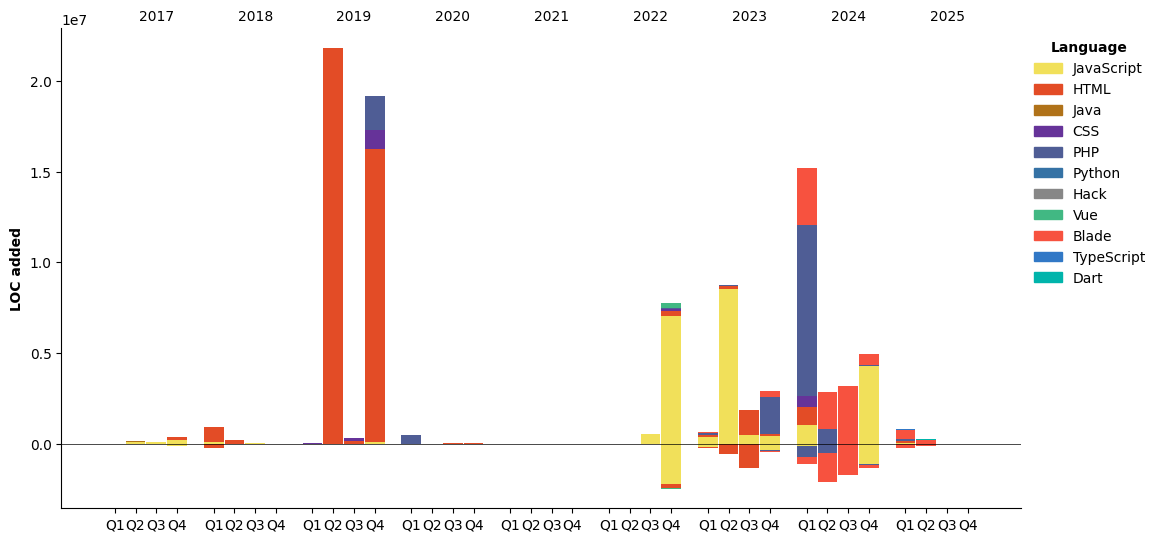 1e7
2017 2018 2019 2020 2021 2022 2023 2024 2025
Language
JavaScript
HTML
Java
CSS
PHP
Python
Hack
Vue
Blade
TypeScript
Dart
LOC added
2.0
1.5
1.0
0.5
0.0
Q1 Q2 Q3 Q4 Q1 Q2 Q3 Q4 Q1 Q2 Q3 Q4 Q1 Q2 Q3 Q4 Q1 Q2 Q3 Q4 Q1 Q2 Q3 Q4 Q1 Q2 Q3 Q4 Q1 Q2 Q3 Q4 Q1 Q2 Q3 Q4